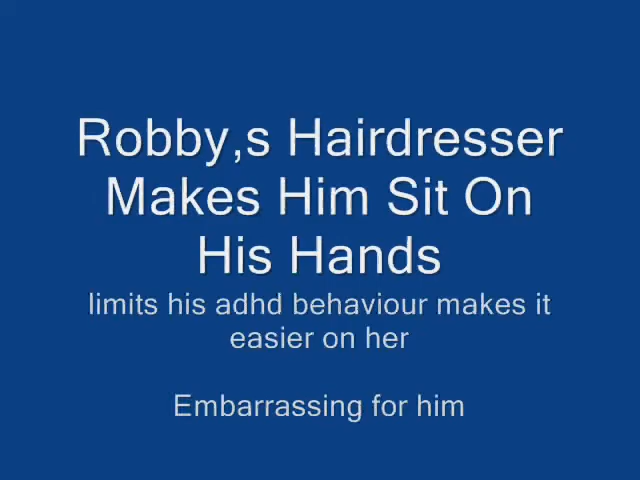 Robby,s Hairdresser
Makes Him Sit On
His Hands
limits his adhd behaviour makes it
easier on her
Embarrassing for him